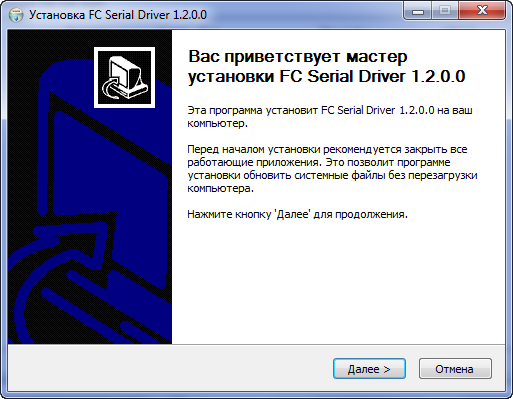 Установка FC Serial Driver 1.2.0.0
Вас приветствует мастер
установки FC Serial Driver 1.2.0.0
Эта программа установит FC Serial Driver 1.2.0.0 на ваш
компьютер.
Перед началом установки рекомендуется закрыть все
работающие приложения. Это позволит программе
установки обновить системные файлы без перезагрузки
компьютера.
Нажмите кнопку 'Далее' для продолжения.
Далее >
Отмена